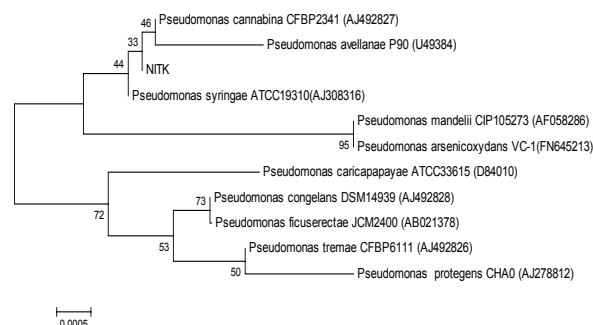 46
Pseudomonas cannabina CFBP2341 (AJ492827)
33
Pseudomonas avellanae P90 (U49384)
44
NITK
Pseudomonas syringae ATCC19310(AJ308316)
Pseudomonas mandelii CIP105273 (AF058286)
95
Pseudomonas arsenicoxydans VC-1(FN645213)
Pseudomonas caricapapayae ATCC33615 (D84010)
72
73
Pseudomonas congelans DSM14939 (AJ492828)
Pseudomonas ficuserectae JCM2400 (AB021378)
53
Pseudomonas tremae CFBP6111 (AJ492826)
50
Pseudomonas protegens CHA0 (AJ278812)
0.0005